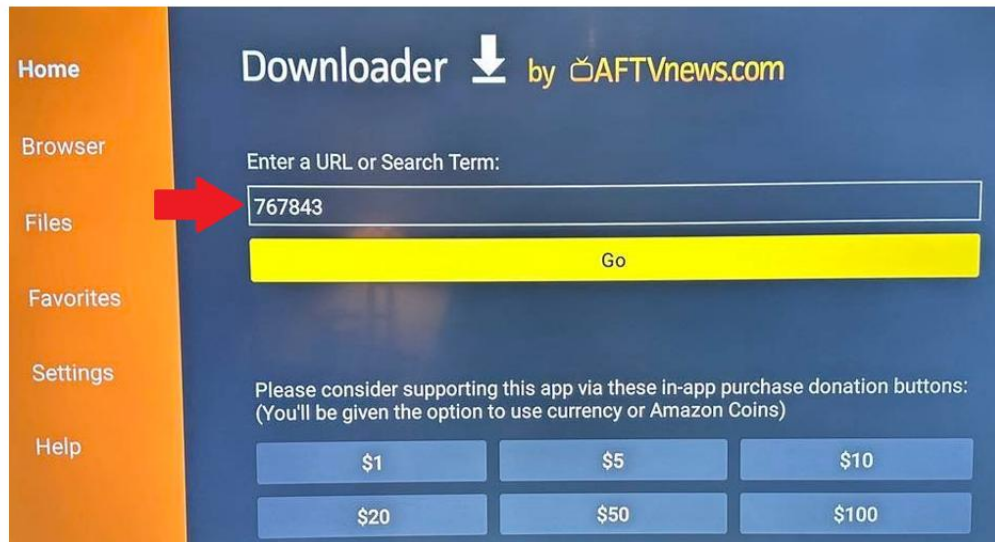 Home
Browser
Files
Favorites
Settings
Help
Downloader by AFTVnews.com
Enter a URL or Search Term:
767843
Go
Please consider supporting this app via these in-app purchase donation buttons:
(You'll be given the option to use currency or Amazon Coins)
$1 $5 $10
$20 $50 $100